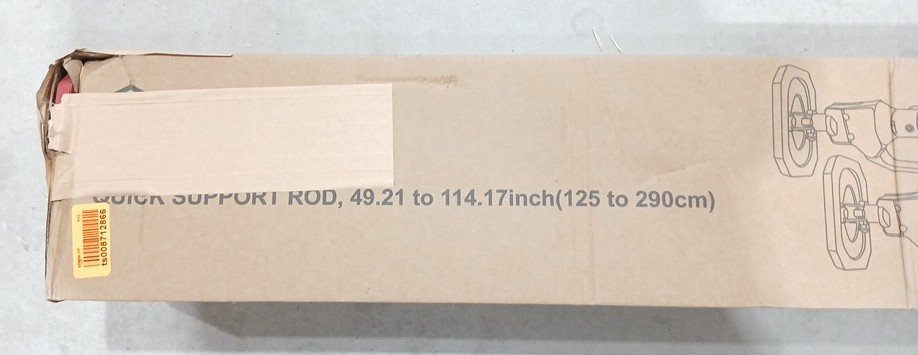 QUICK SUPPORT ROD, 49.21 to 114.17inch(125 to 290cm)
ts008712866